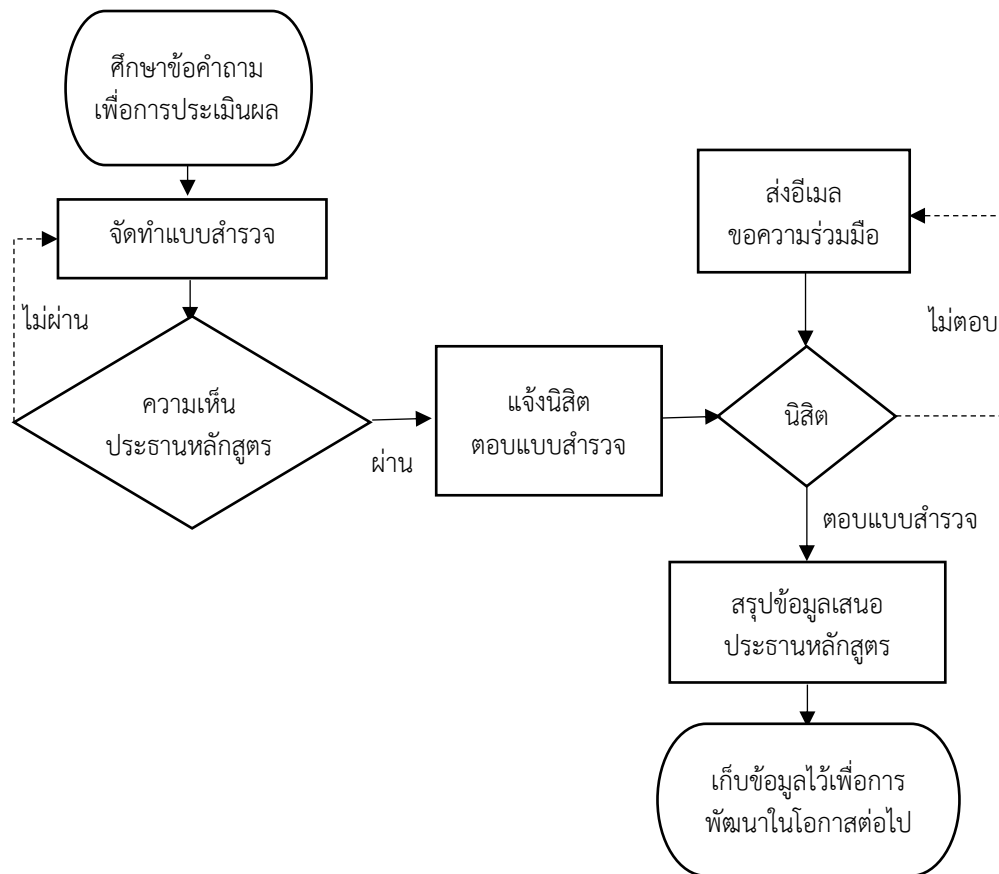 ศึกษาข้อคำถาม
เพื่อการประเมินผล
จัดทำแบบสำรวจ
ไม่ผ่าน
ความเห็น
ประธานหลักสูตร
ผ่าน
แจ้งนิสิต
ตอบแบบสำรวจ
ส่งอีเมล
ขอความร่วมมือ
ไม่ตอบ
นิสิต
ตอบแบบสำรวจ
สรุปข้อมูลเสนอ
ประธานหลักสูตร
เก็บข้อมูลไว้เพื่อการ
พัฒนาในโอกาสต่อไป